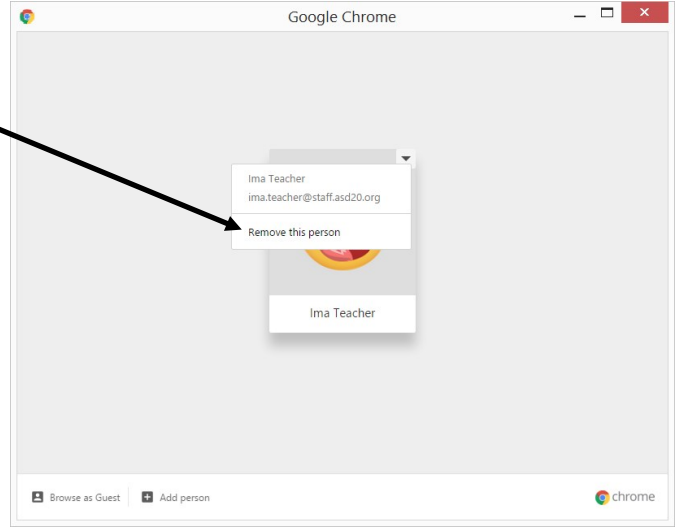 Google Chrome
Ima Teacher
ima.teacher@staff.asd20.org
Remove this person
Ima Teacher
Browse as Guest
Add person
chrome